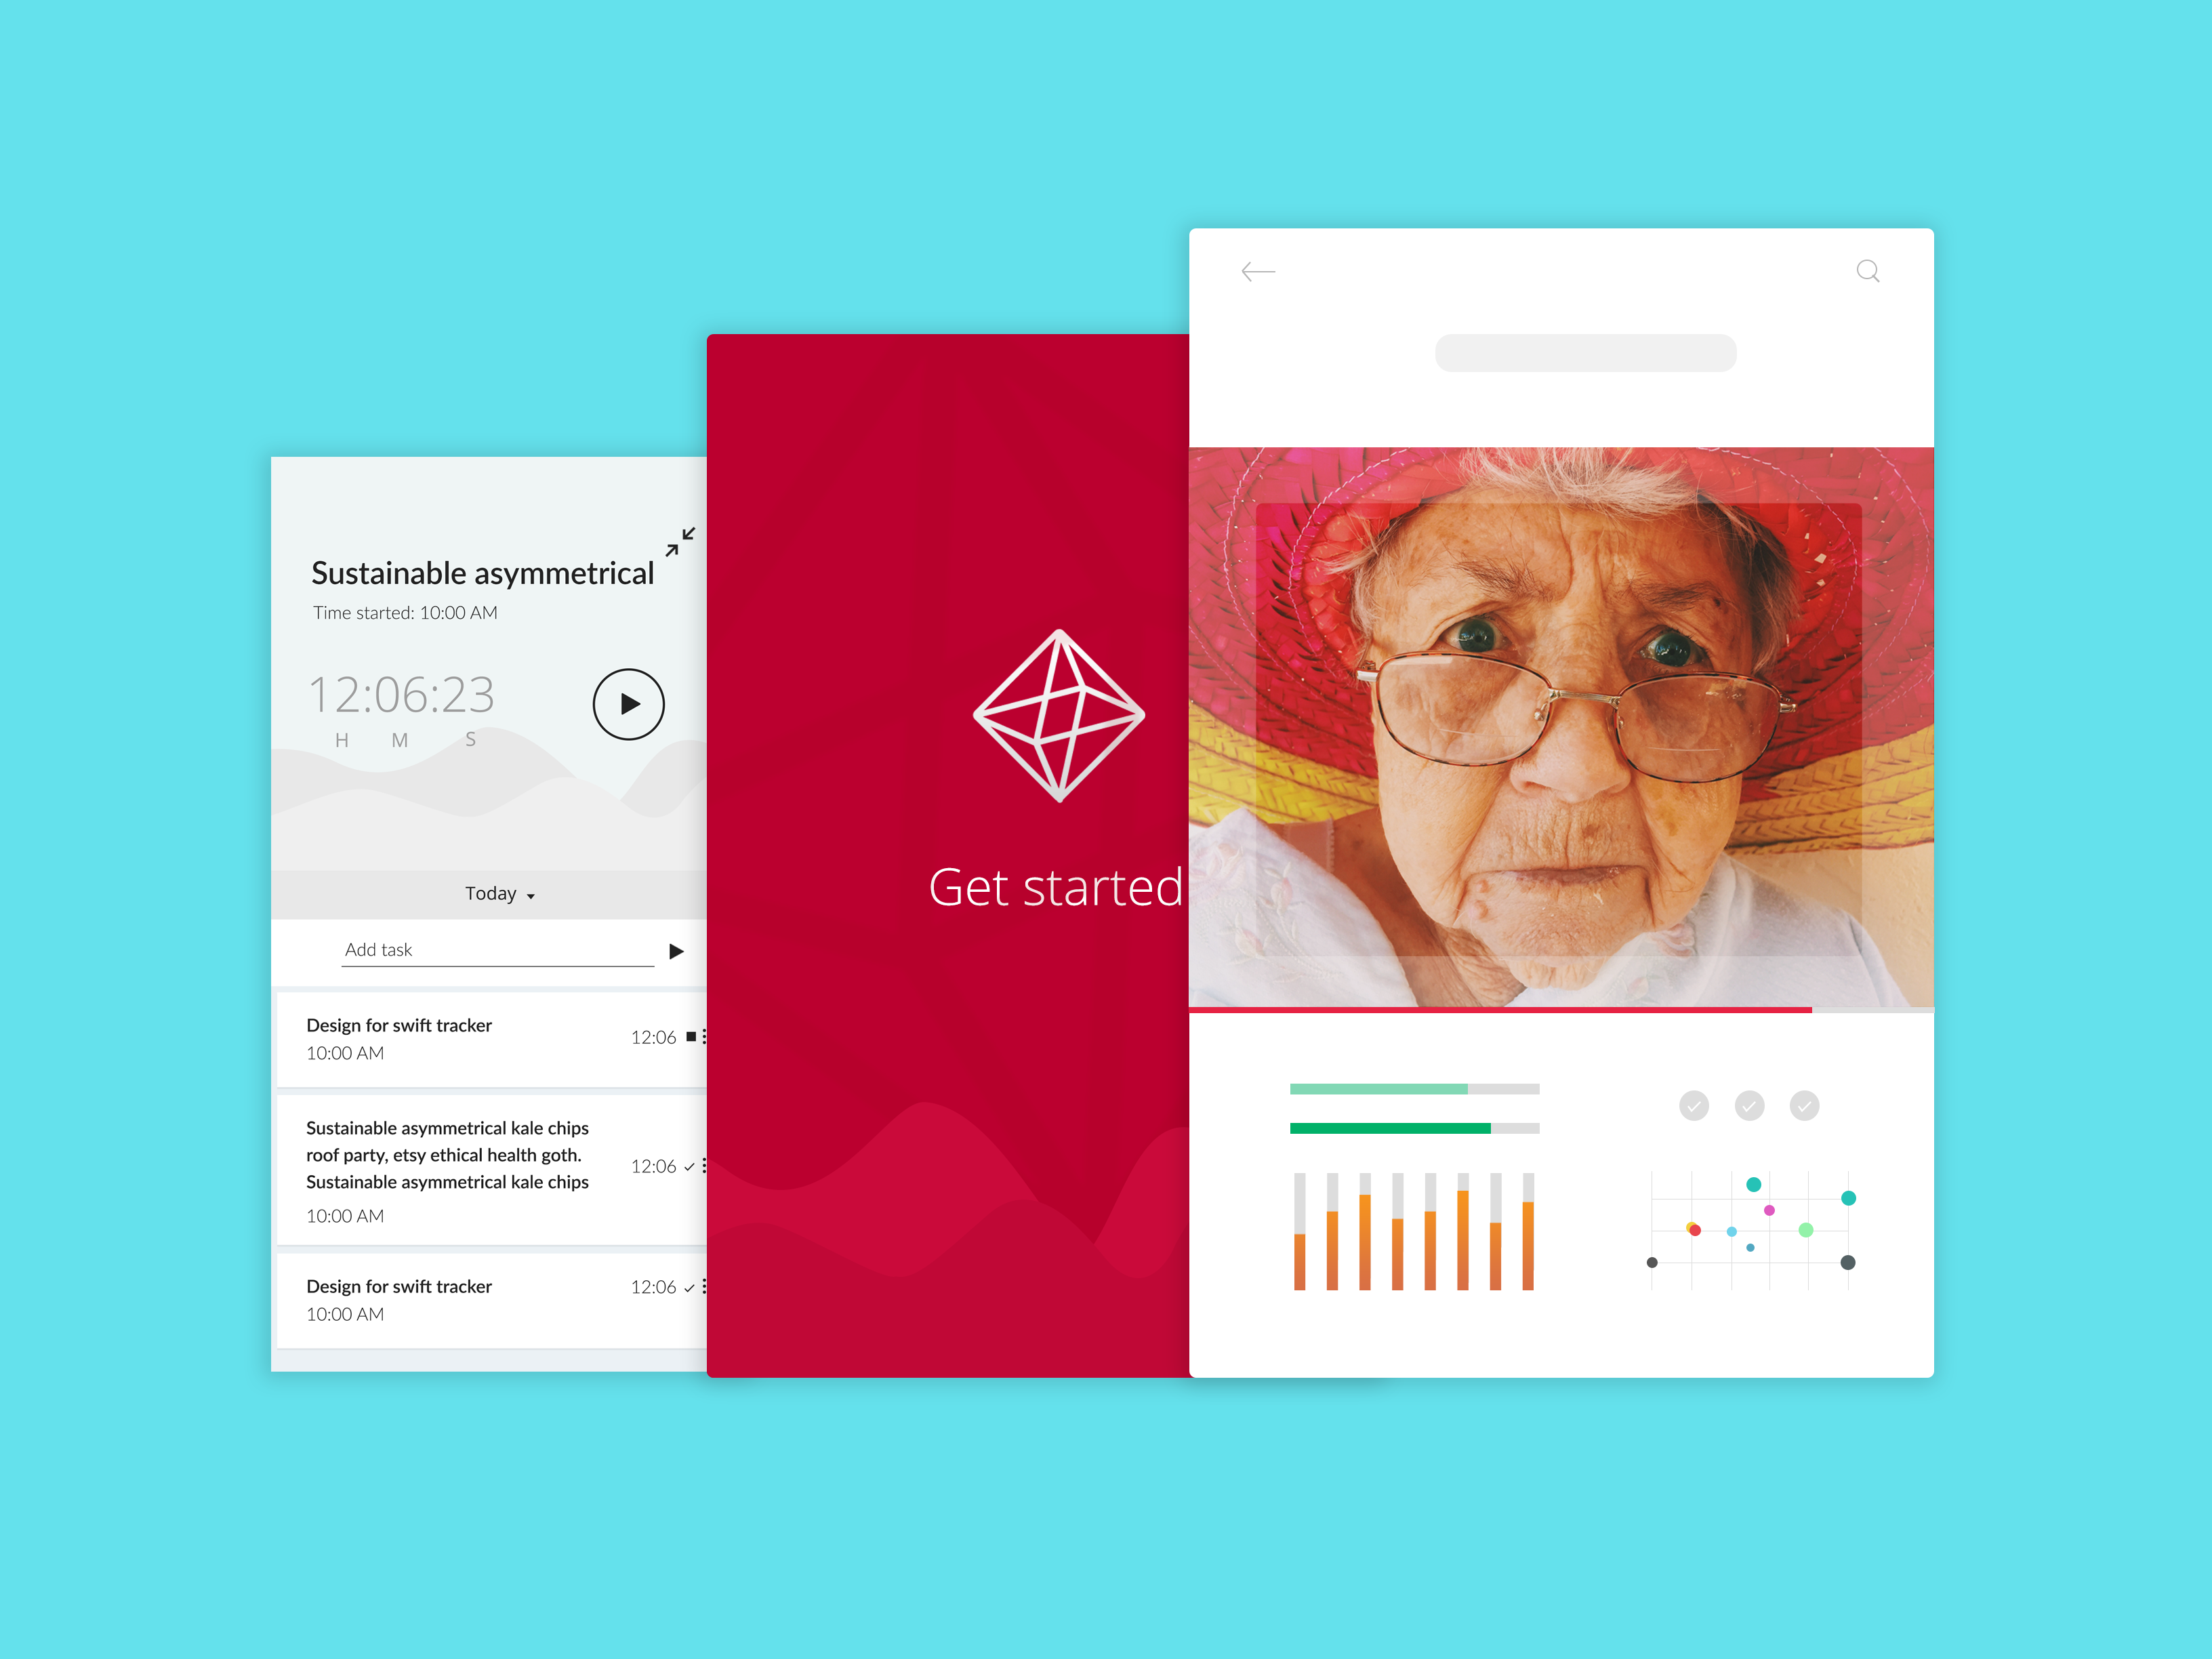 Sustainable asymmetrical
Time started: 10:00 AM
12:06:23
H M S
Today
Add task
Design for swift tracker
10:00 AM
12:06
Sustainable asymmetrical kale chips
roof party, etsy ethical health goth.
Sustainable asymmetrical kale chips
10:00 AM
12:06
Design for swift tracker
10:00 AM
12:06
Get started